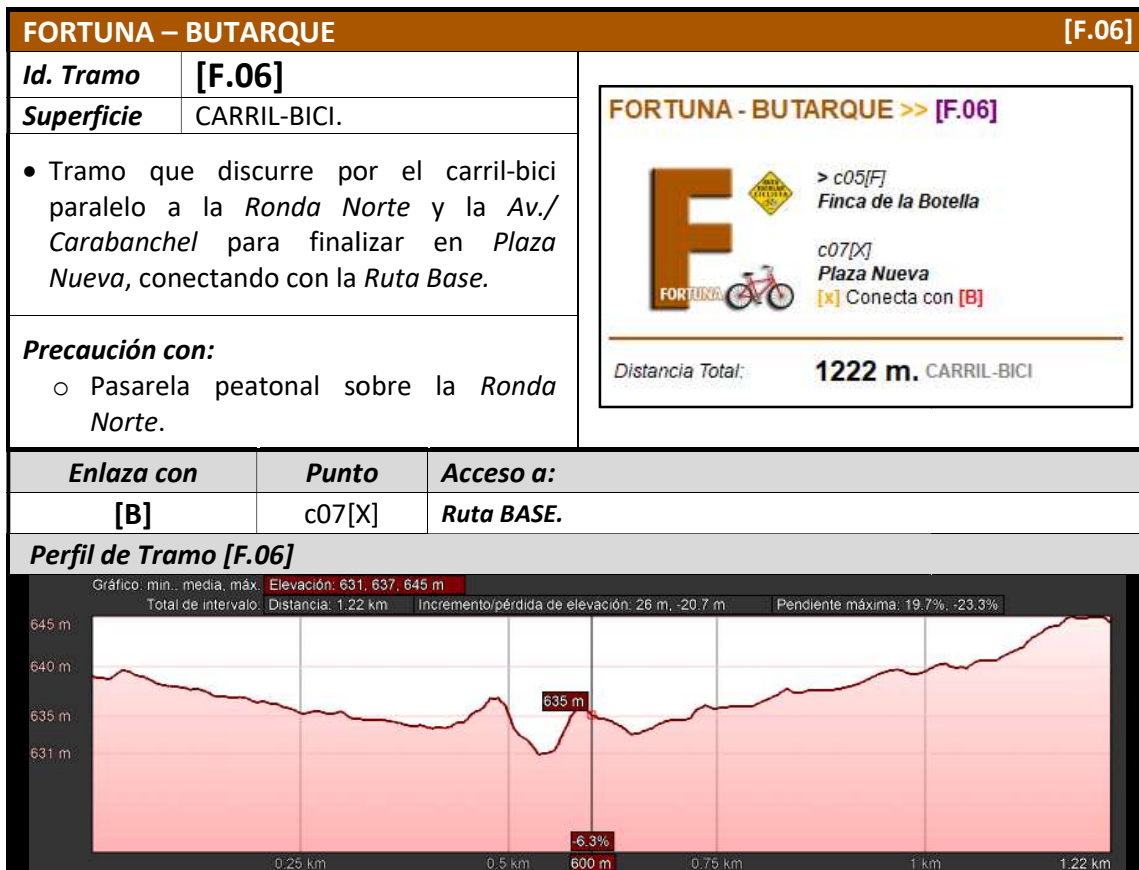 FORTUNA – BUTARQUE [F.06]
Id. Tramo [F.06]
Superficie CARRIL-BICI.
• Tramo que discurre por el carril-bici
paralelo a la Ronda Norte y la Av./
Carabanchel para finalizar en Plaza
Nueva, conectando con la Ruta Base.
Precaución con:
o Pasarela peatonal sobre la Ronda
Norte.
FORTUNA - BUTARQUE >> [F.06]
> c05[F]
Finca de la Botella
c07[X]
Plaza Nueva
[x] Conecta con [B]
F
FORTUNA
Distancia Total: 1222 m. CARRIL-BICI
Enlaza con Punto Acceso a:
[B] c07[X] Ruta BASE.
Perfil de Tramo [F.06]
Gráfico: min., media, máx. Elevación: 631, 637, 645 m
Total de intervalo: Distancia: 1.22 km Incremento/pérdida de elevación: 26 m, -20.7 m Pendiente máxima: 19.7%, -23.3%
645 m
640 m
635 m
635 m
631 m
-6.3%
0.25 km 0.5 km 600 m 0.75 km 1 km 1.22 km